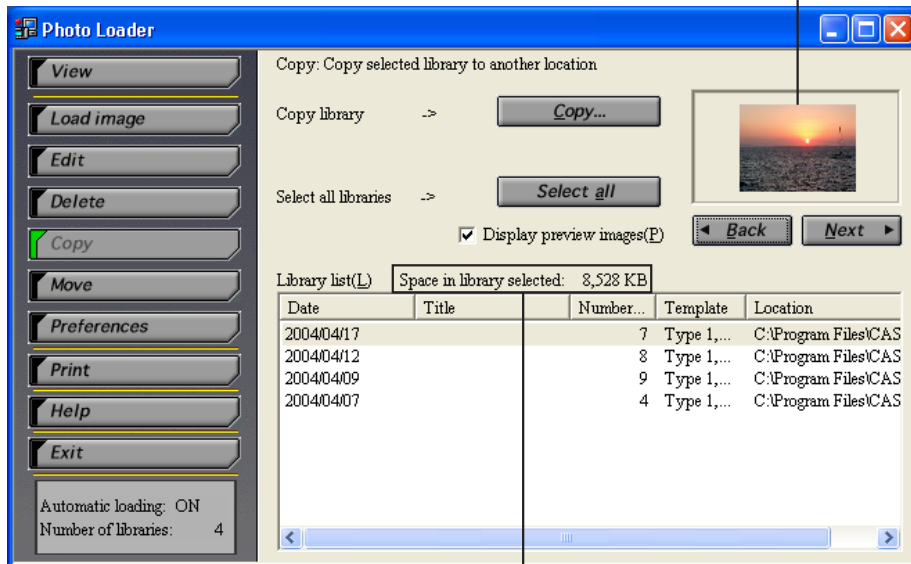 Photo Loader
View
Load image
Edit
Delete
Copy
Move
Preferences
Print
Help
Exit
Automatic loading: ON
Number of libraries: 4
Copy: Copy selected library to another location
Copy library -> Copy...
Select all libraries -> Select all
Display preview images(P)
Back Next
Library list(L) Space in library selected: 8,528 KB
Date Title Number... Template Location
2004/04/17 7 Type 1,... C:\Program Files\CAS
2004/04/12 8 Type 1,... C:\Program Files\CAS
2004/04/09 9 Type 1,... C:\Program Files\CAS
2004/04/07 4 Type 1,... C:\Program Files\CAS